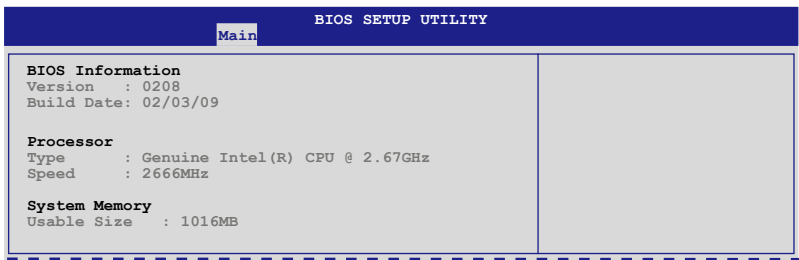 BIOS SETUP UTILITY
Main
BIOS Information
Version : 0208
Build Date: 02/03/09
Processor
Type : Genuine Intel(R) CPU @ 2.67GHz
Speed : 2666MHz
System Memory
Usable Size : 1016MB